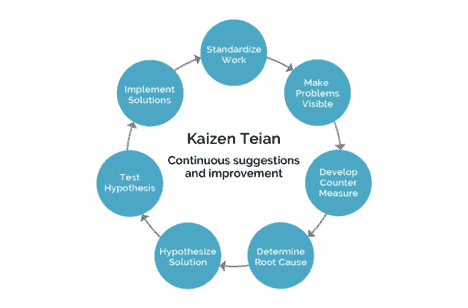 Standardize
Work
Make
Problems
Visible
Develop
Counter
Measure
Determine
Root Cause
Hypothesize
Solution
Test
Hypothesis
Implement
Solutions
Kaizen Teian
Continuous suggestions
and improvement